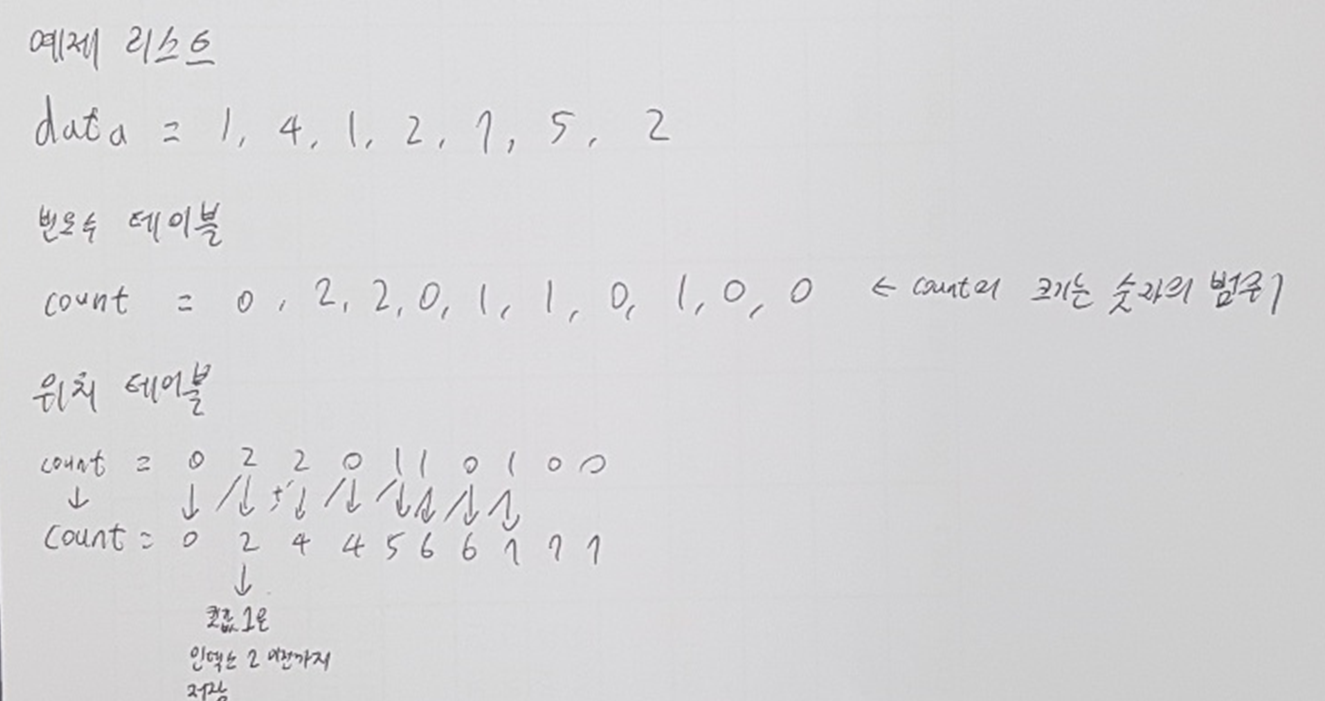 예제 리스트
data = 1, 4, 1, 2, 7, 5, 2
빈도수 테이블
count = 0, 2, 2, 0, 1, 1, 0, 1, 0, 0 ← count의 크기는 숫자의 범주
위치 테이블
count = 0 2 2 0 1 1 0 1 0 0
↓ ↓ ↓ + ↓ ↓ ↓ ↓ ↓ ↓
count = 0 2 4 4 5 6 6 7 7 7
↓
킷값 1은
인덱스 2 이전까지
저장